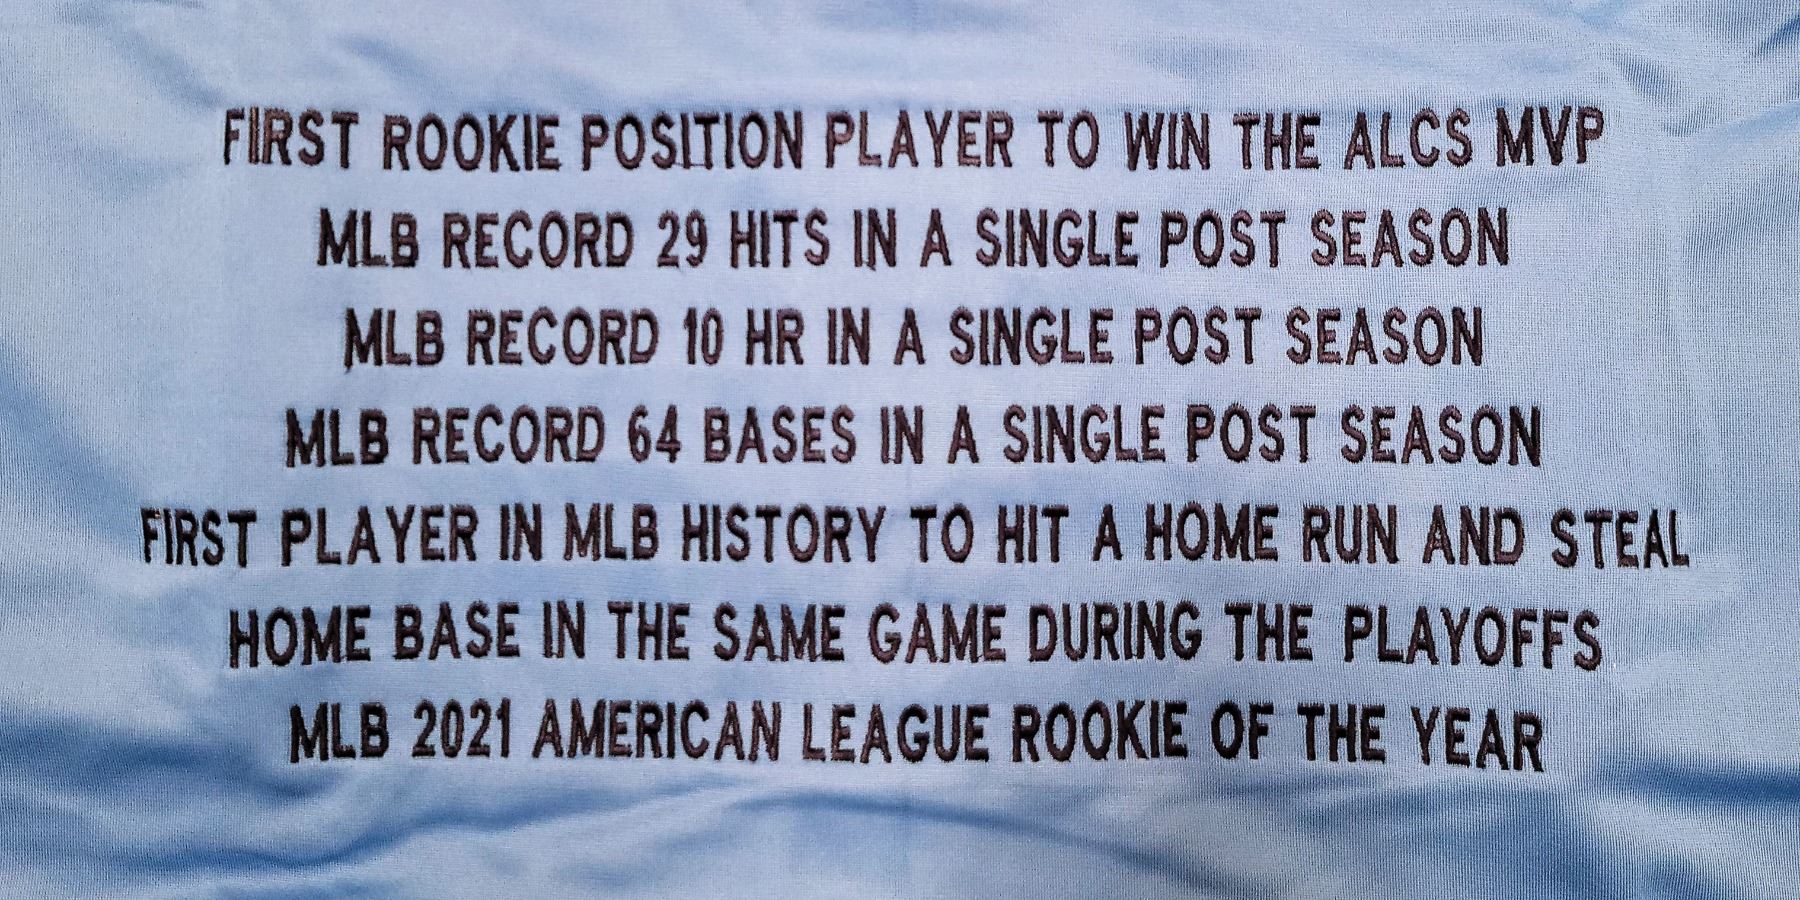 FIRST ROOKIE POSITION PLAYER TO WIN THE ALCS MVP
MLB RECORD 29 HITS IN A SINGLE POST SEASON
MLB RECORD 10 HR IN A SINGLE POST SEASON
MLB RECORD 64 BASES IN A SINGLE POST SEASON
FIRST PLAYER IN MLB HISTORY TO HIT A HOME RUN AND STEAL
HOME BASE IN THE SAME GAME DURING THE PLAYOFFS
MLB 2021 AMERICAN LEAGUE ROOKIE OF THE YEAR